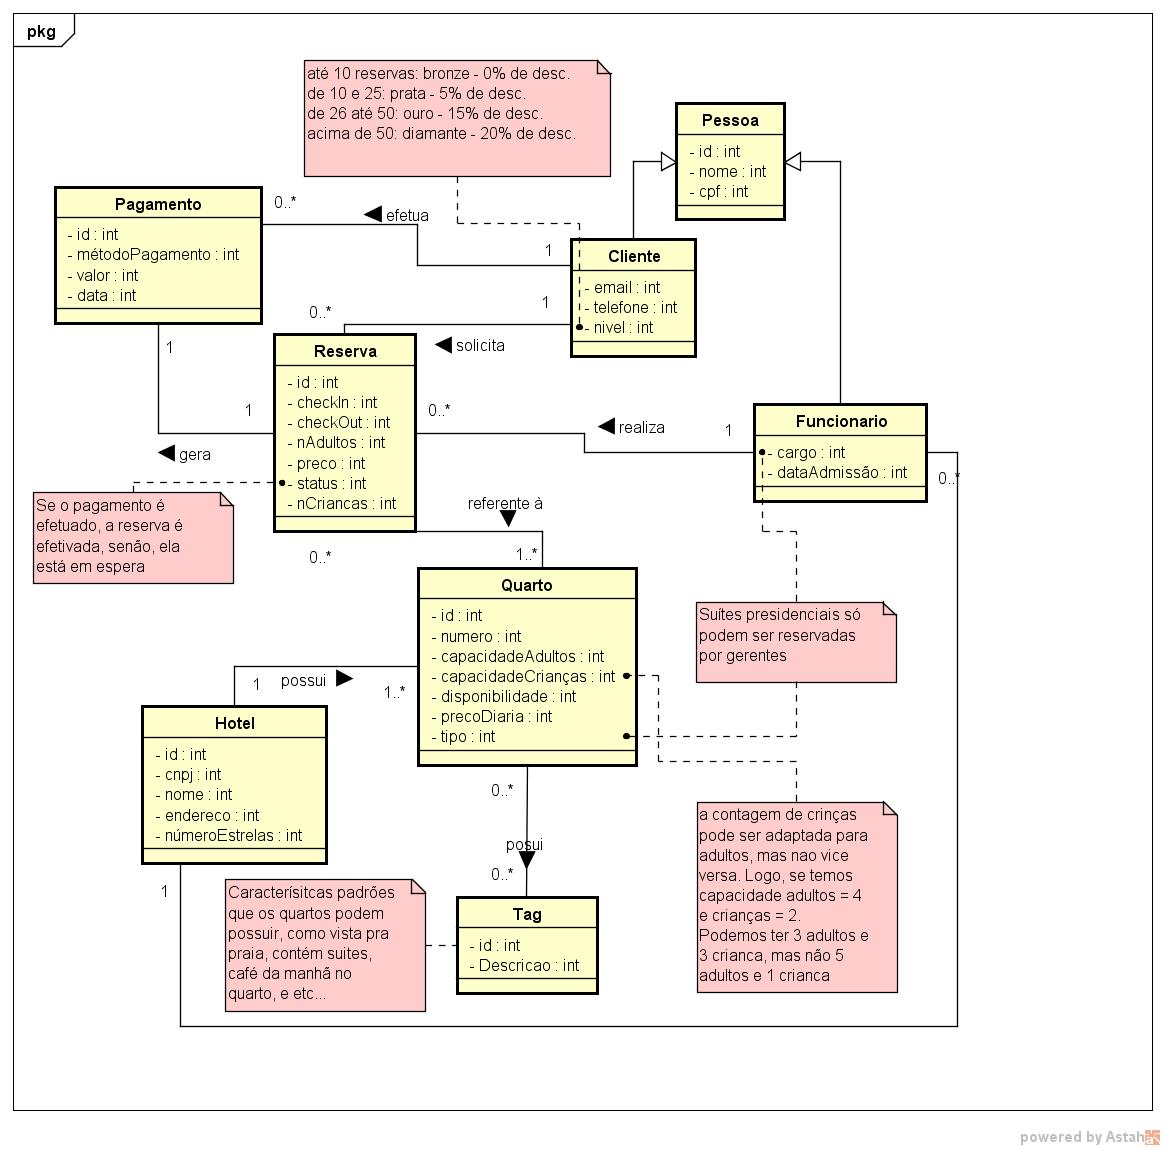 pkg
até 10 reservas: bronze - 0% de desc.
de 10 e 25: prata - 5% de desc.
de 26 até 50: ouro - 15% de desc.
acima de 50: diamante - 20% de desc.
Pessoa
- id : int
- nome : int
- cpf : int
Pagamento
- id : int
- métodoPagamento : int
- valor : int
- data : int
0..*
efetua
1
Cliente
- email : int
- telefone : int
- nivel : int
1
0..*
solicita
1
1
gera
Reserva
- id : int
- checkIn : int
- checkOut : int
- nAdultos : int
- preco : int
- status : int
- nCriancas : int
0..*
realiza
1
Funcionario
- cargo : int
- dataAdmissão : int
0..*
Se o pagamento é
efetuado, a reserva é
efetivada, senão, ela
está em espera
referente à
0..*
1..*
Quarto
- id : int
- numero : int
- capacidadeAdultos : int
- capacidadeCrianças : int
- disponibilidade : int
- precoDiaria : int
- tipo : int
Suítes presidenciais só
podem ser reservadas
por gerentes
1
possui
1..*
Hotel
- id : int
- cnpj : int
- nome : int
- endereco : int
- númeroEstrelas : int
1
0..*
possui
0..*
Tag
- id : int
- Descricao : int
Caracterísitcas padrões
que os quartos podem
possuir, como vista pra
praia, contém suites,
café da manhã no
quarto, e etc...
a contagem de crinças
pode ser adaptada para
adultos, mas nao vice
versa. Logo, se temos
capacidade adultos = 4
e crianças = 2.
Podemos ter 3 adultos e
3 crianca, mas não 5
adultos e 1 crianca
powered by Astah